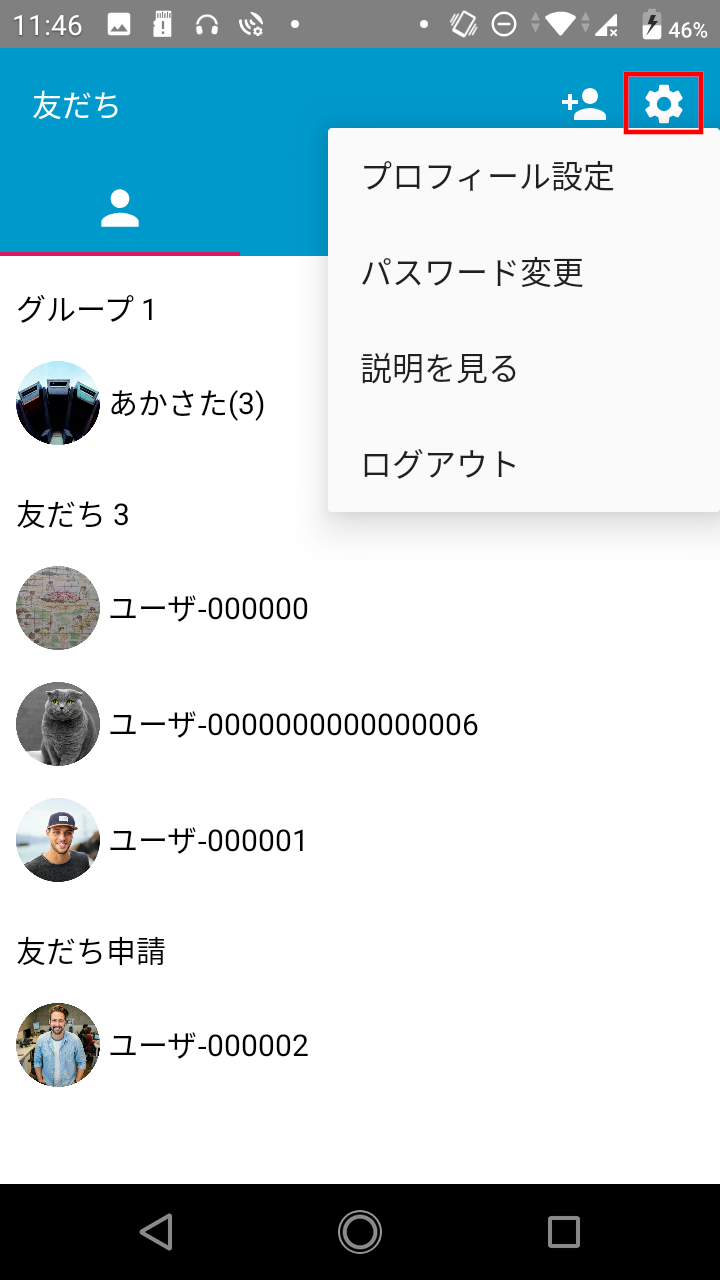 11:46
46%
友だち
プロフィール設定
パスワード変更
説明を見る
ログアウト
グループ 1
あかさた(3)
友だち 3
ユーザ-000000
ユーザ-0000000000000006
ユーザ-000001
友だち申請
ユーザ-000002